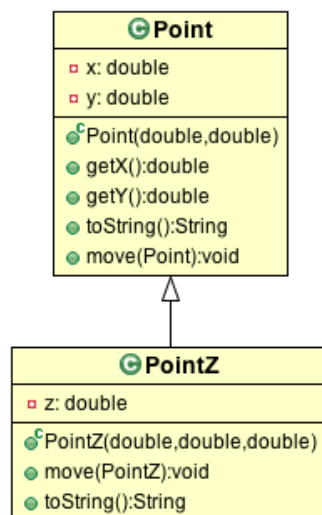 C Point
x: double
y: double
c Point(double,double)
getX():double
getY():double
toString():String
move(Point):void
C PointZ
z: double
c PointZ(double,double,double)
move(PointZ):void
toString():String